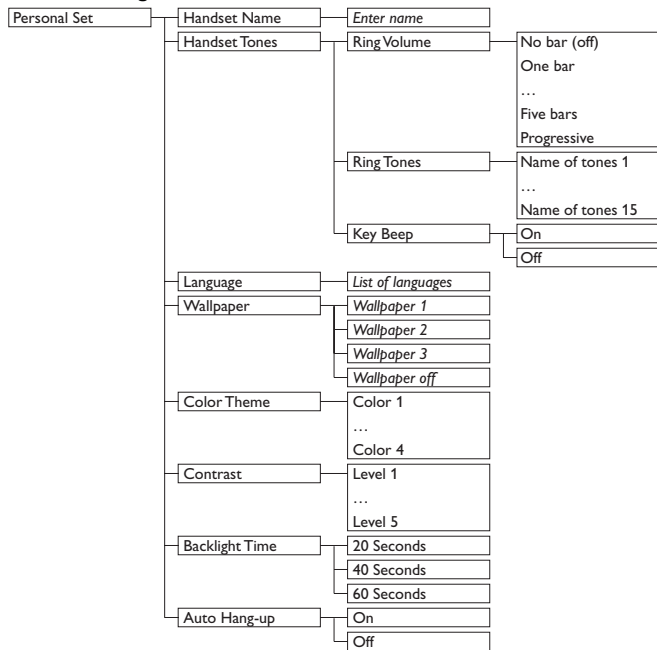 Personal Set
Handset Name
Enter name
Handset Tones
Ring Volume
No bar (off)
One bar
…
Five bars
Progressive
Ring Tones
Name of tones 1
…
Name of tones 15
Key Beep
On
Off
Language
List of languages
Wallpaper
Wallpaper 1
Wallpaper 2
Wallpaper 3
Wallpaper off
Color Theme
Color 1
…
Color 4
Contrast
Level 1
…
Level 5
Backlight Time
20 Seconds
40 Seconds
60 Seconds
Auto Hang-up
On
Off